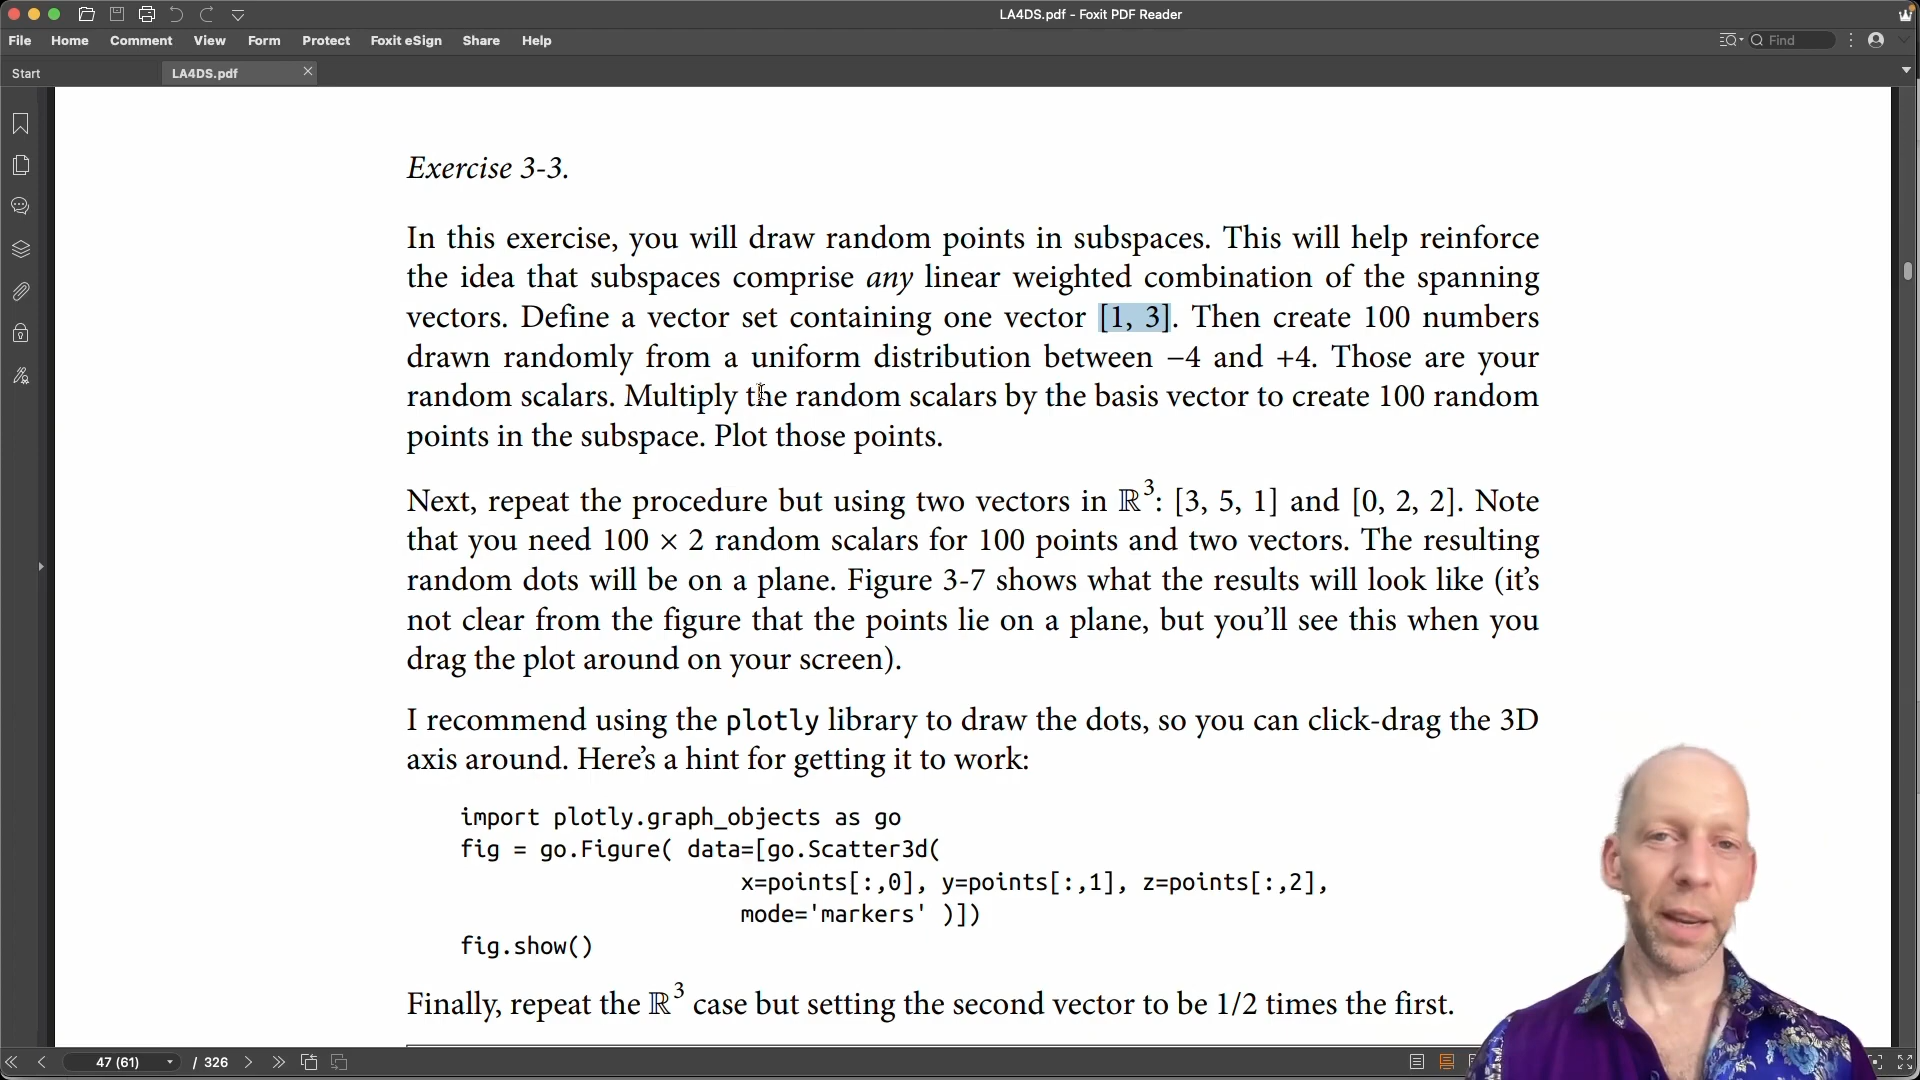 LA4DS.pdf - Foxit PDF Reader
File Home Comment View Form Protect Foxit eSign Share Help
Find
Start
LA4DS.pdf
Exercise 3-3.
In this exercise, you will draw random points in subspaces. This will help reinforce
the idea that subspaces comprise any linear weighted combination of the spanning
vectors. Define a vector set containing one vector [1, 3]. Then create 100 numbers
drawn randomly from a uniform distribution between −4 and +4. Those are your
random scalars. Multiply the random scalars by the basis vector to create 100 random
points in the subspace. Plot those points.
Next, repeat the procedure but using two vectors in ℝ³: [3, 5, 1] and [0, 2, 2]. Note
that you need 100 × 2 random scalars for 100 points and two vectors. The resulting
random dots will be on a plane. Figure 3-7 shows what the results will look like (it’s
not clear from the figure that the points lie on a plane, but you’ll see this when you
drag the plot around on your screen).
I recommend using the plotly library to draw the dots, so you can click-drag the 3D
axis around. Here’s a hint for getting it to work:
import plotly.graph_objects as go
fig = go.Figure( data=[go.Scatter3d(
x=points[:,0], y=points[:,1], z=points[:,2],
mode='markers' )])
fig.show()
Finally, repeat the ℝ³ case but setting the second vector to be 1/2 times the first.
47 (61) / 326